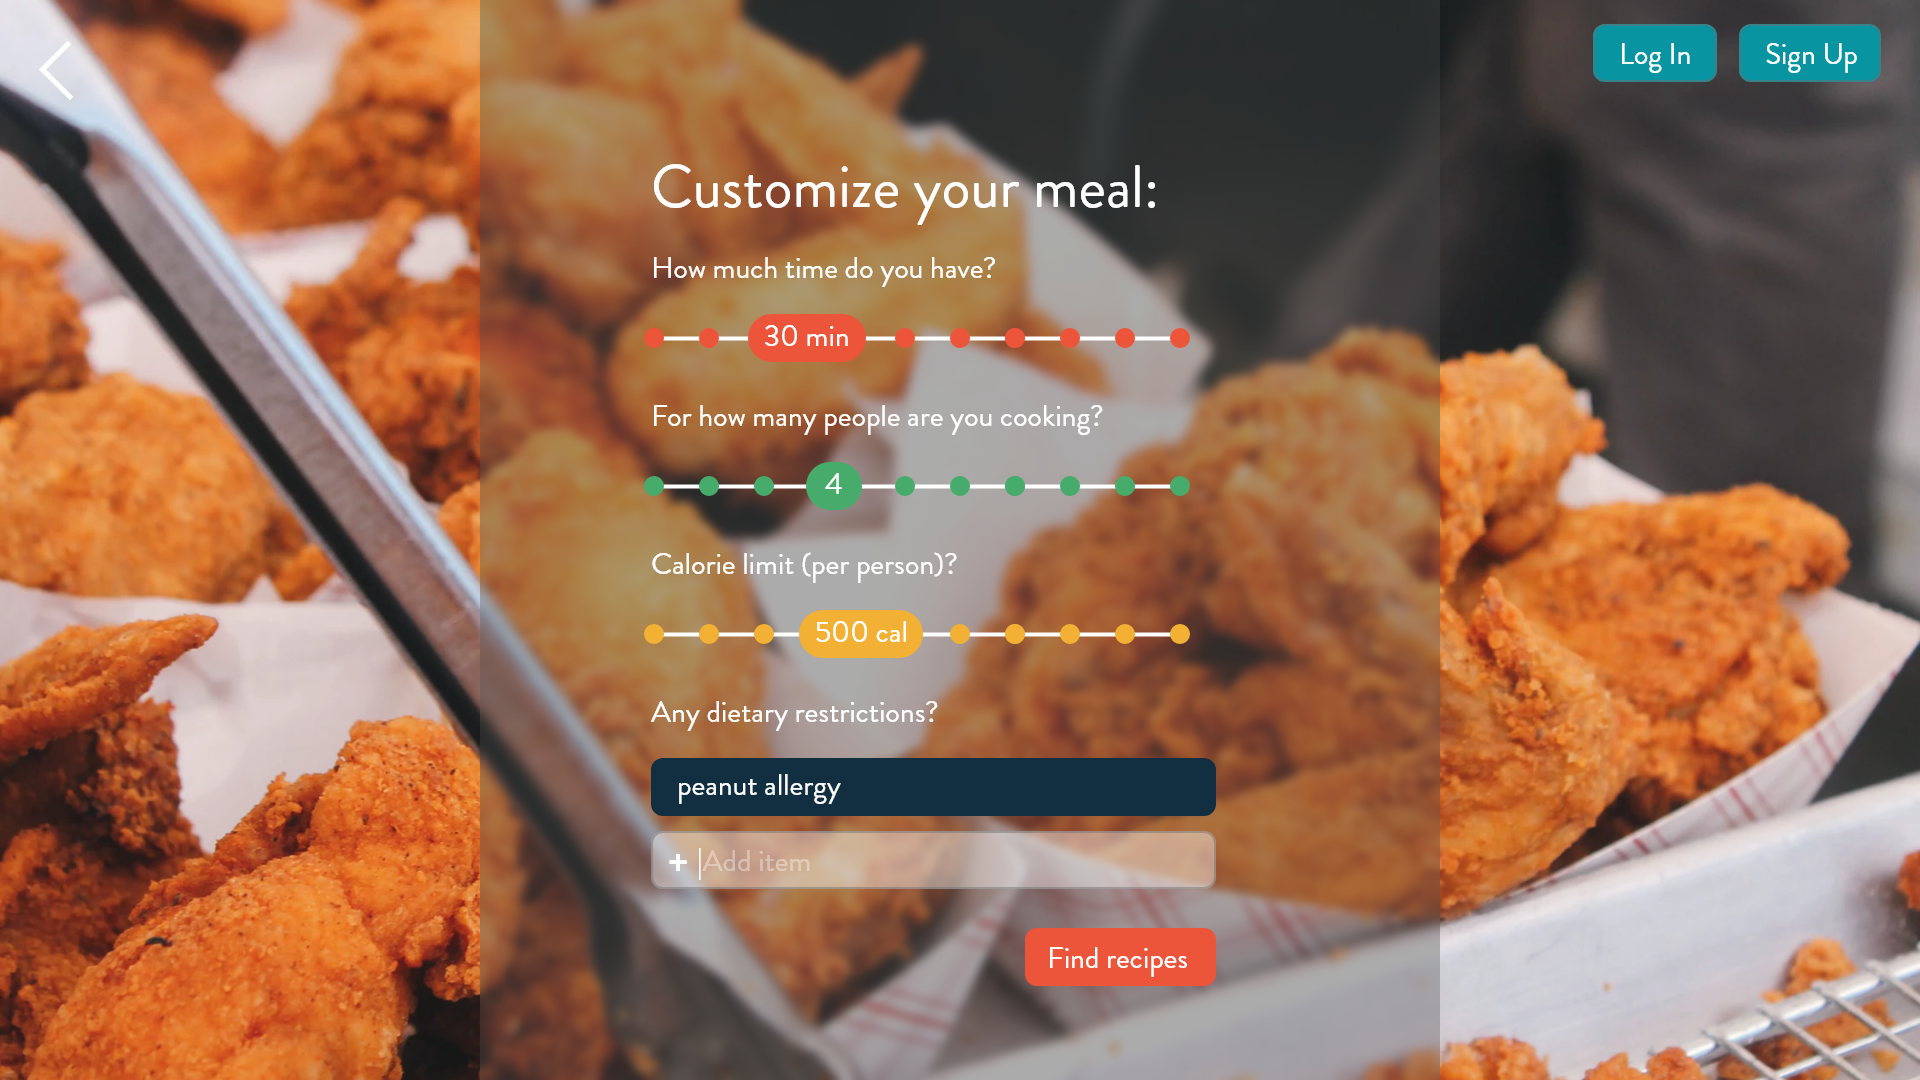 Log In
Sign Up
Customize your meal:
How much time do you have?
30 min
For how many people are you cooking?
4
Calorie limit (per person)?
500 cal
Any dietary restrictions?
peanut allergy
+ Add item
Find recipes